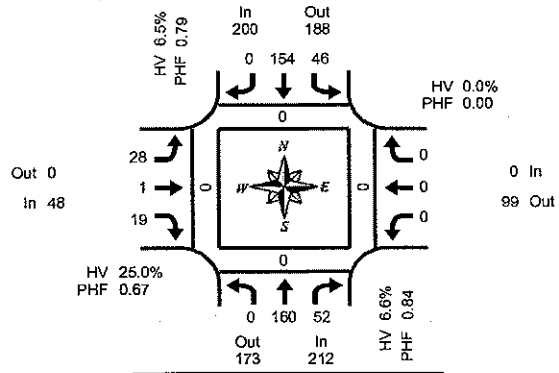 HV 6.5%
PHF 0.79
In
200
Out
188
0 154 46
HV 0.0%
PHF 0.00
0
28
1
19
Out 0
In 48
0
N
W E
S
0
0
0
0
0 In
99 Out
0
HV 25.0%
PHF 0.67
0 160 52
Out
173
In
212
HV 6.6%
PHF 0.84